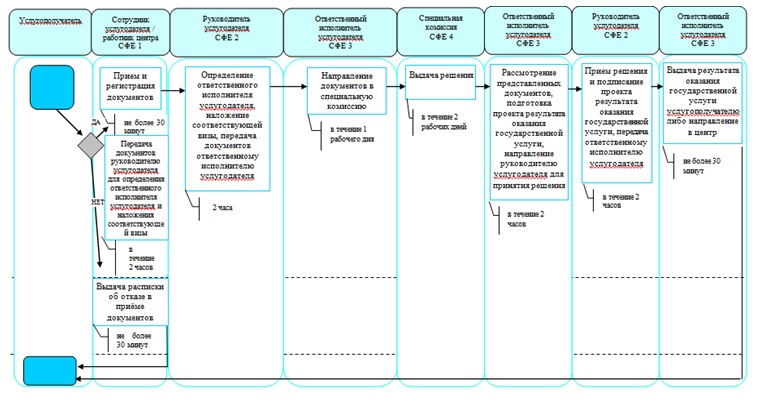 Услугополучатель
Сотрудник
услугодателя /
работник центра
СФЕ 1
Руководитель
услугодателя
СФЕ 2
Ответственный
исполнитель
услугодателя
СФЕ 3
Специальная
комиссия
СФЕ 4
Ответственный
исполнитель
услугодателя
СФЕ 3
Руководитель
услугодателя
СФЕ 2
Ответственный
исполнитель
услугодателя
СФЕ 3
Прием и
регистрация
документов
ДА
не более 30
минут
Передача
документов
руководителю
услугодателя
для определения
ответственного
исполнителя
услугодателя и
наложения
соответствующе
й визы
НЕТ
в
течение
2 часов
Выдача расписки
об отказе в
приёме
документов
не более
30 минут
Определение
ответственного
исполнителя
услугодателя,
наложение
соответствующей
визы, передача
документов
ответственному
исполнителю
услугодателя
2 часа
Направление
документов в
специальную
комиссию
в течение 1
рабочего дня
Выдача решения
в течение 2
рабочих дней
Рассмотрение
представленных
документов,
подготовка
проекта результата
оказания
государственной
услуги,
направление
руководителю
услугодателя для
принятия решения
в течение 2
часов
Прием решения
и подписание
проекта
результата
оказания
государственной
услуги, передача
ответственному
исполнителю
услугодателя
в течение 2
часов
Выдача результата
оказания
государственной
услуги
услугополучателю
либо направление
в центр
не более 30
минут